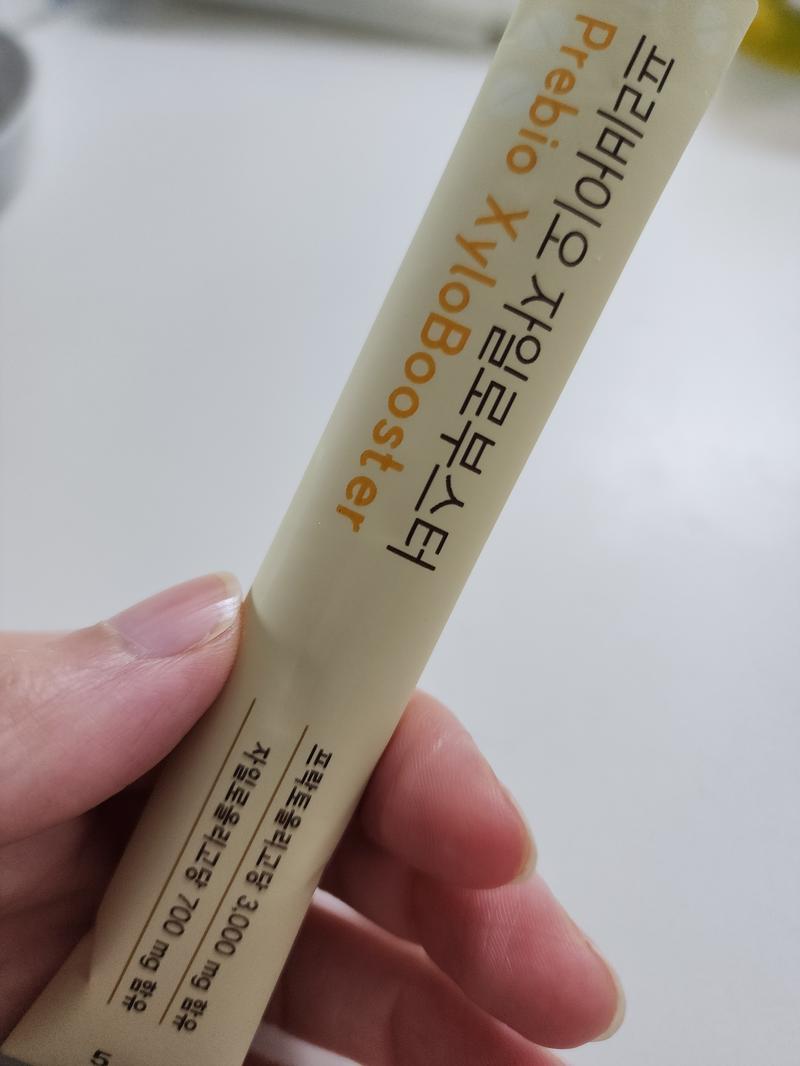 프리바이오 자일로부스터
Prebio XyloBooster
프락토올리고당 3,000 mg 함유
자일로올리고당 700 mg 함유
5